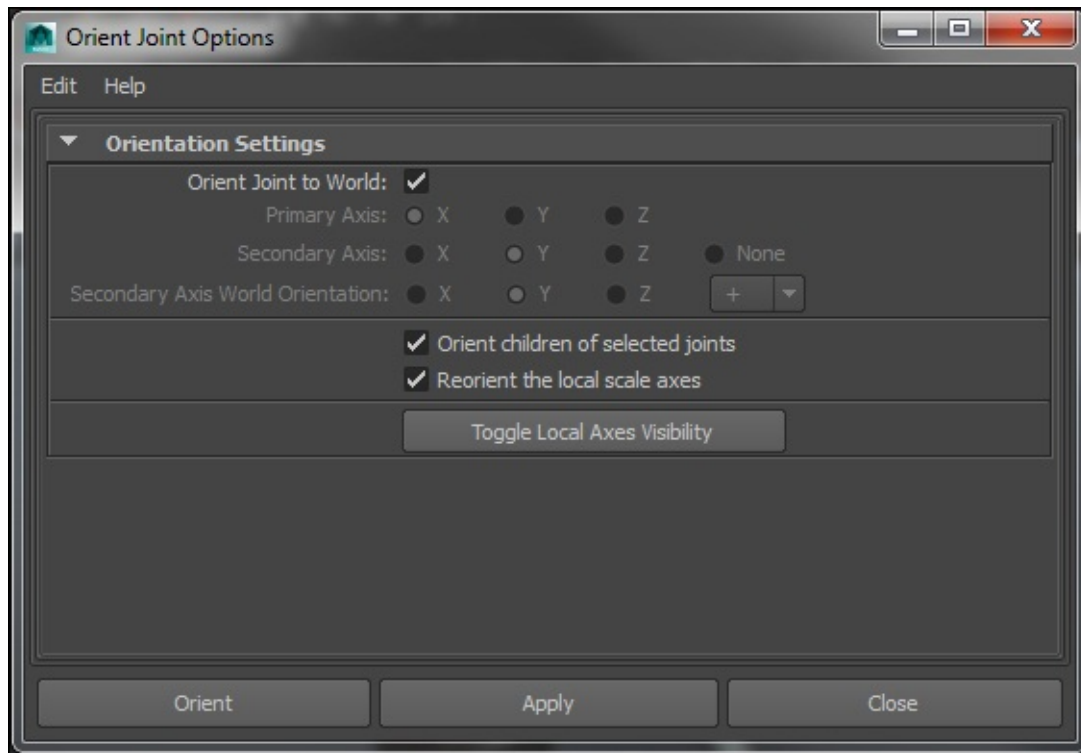 Orient Joint Options
Edit Help
Orientation Settings
Orient Joint to World:
Primary Axis: X Y Z
Secondary Axis: X Y Z None
Secondary Axis World Orientation: X Y Z +
Orient children of selected joints
Reorient the local scale axes
Toggle Local Axes Visibility
Orient Apply Close